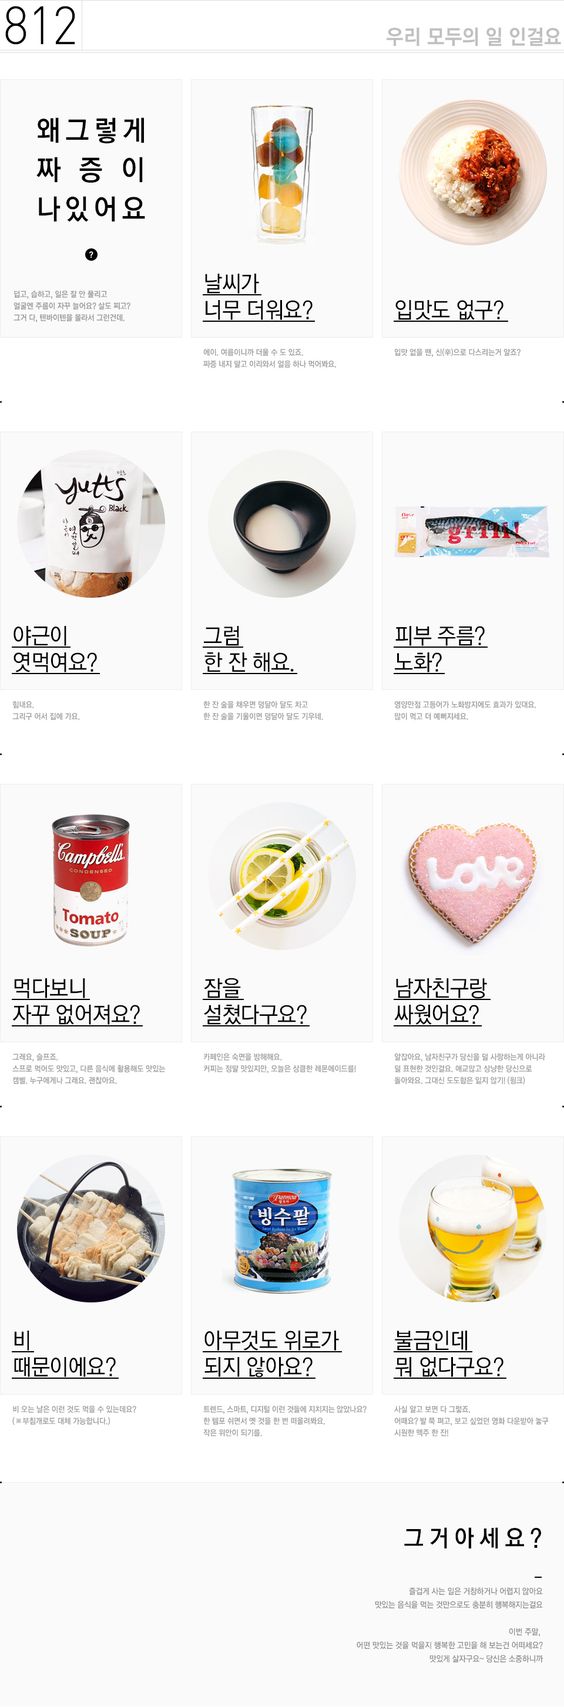 812
우리 모두의 일 인걸요
왜그렇게
짜증이
나있어요
?
덥고, 습하고, 일은 잘 안 풀리고
얼굴엔 주름이 자꾸 늘어요? 살도 찌고?
그거 다, 텐바이텐을 몰라서 그런건데.
날씨가
너무 더워요?
에이, 여름이니까 더울 수 도 있죠.
짜증 내지 말고 이리와서 얼음 하나 먹어봐요.
입맛도 없구?
입맛 없을 땐, 신(辛)으로 다스리는거 알죠?
yutts
Black
야근이
엿먹여요?
힘내요.
그리구 어서 집에 가요.
그럼
한 잔 해요.
한 잔 술을 채우면 덩달아 달도 차고
한 잔 술을 기울이면 덩달아 달도 기우네.
grill!
피부 주름?
노화?
영양만점 고등어가 노화방지에도 효과가 있대요.
많이 먹고 더 예뻐지세요.
Campbell's
CONDENSED
Tomato
SOUP
먹다보니
자꾸 없어져요?
그래요, 슬프죠.
스프로 먹어도 맛있고, 다른 음식에 활용해도 맛있는
캠벨. 누구에게나 그래요. 괜찮아요.
잠을
설쳤다구요?
카페인은 숙면을 방해해요.
커피는 정말 맛있지만, 오늘은 상큼한 레몬에이드를!
LOVe
남자친구랑
싸웠어요?
알잖아요, 남자친구가 당신을 덜 사랑하는게 아니라
덜 표현한 것인걸요. 애교많고 상냥한 당신으로
돌아와요. 그대신 도도함은 잃지 않기! (윙크)
비
때문이에요?
비 오는 날은 이런 것도 먹을 수 있는데요?
(※부침개로도 대체 가능합니다.)
빙수팥
아무것도 위로가
되지 않아요?
트렌드, 스마트, 디지털 이런 것들에 지치지는 않았나요?
한 템포 쉬면서 옛 것을 한 번 떠올려봐요.
작은 위안이 되기를.
불금인데
뭐 없다구요?
사실 알고 보면 다 그렇죠.
어때요? 발 쭉 펴고, 보고 싶었던 영화 다운받아 놓구
시원한 맥주 한 잔!
그거아세요?
즐겁게 사는 일은 거창하거나 어렵지 않아요
맛있는 음식을 먹는 것만으로도 충분히 행복해지는걸요
이번 주말,
어떤 맛있는 것을 먹을지 행복한 고민을 해 보는건 어떠세요?
맛있게 살자구요~ 당신은 소중하니까